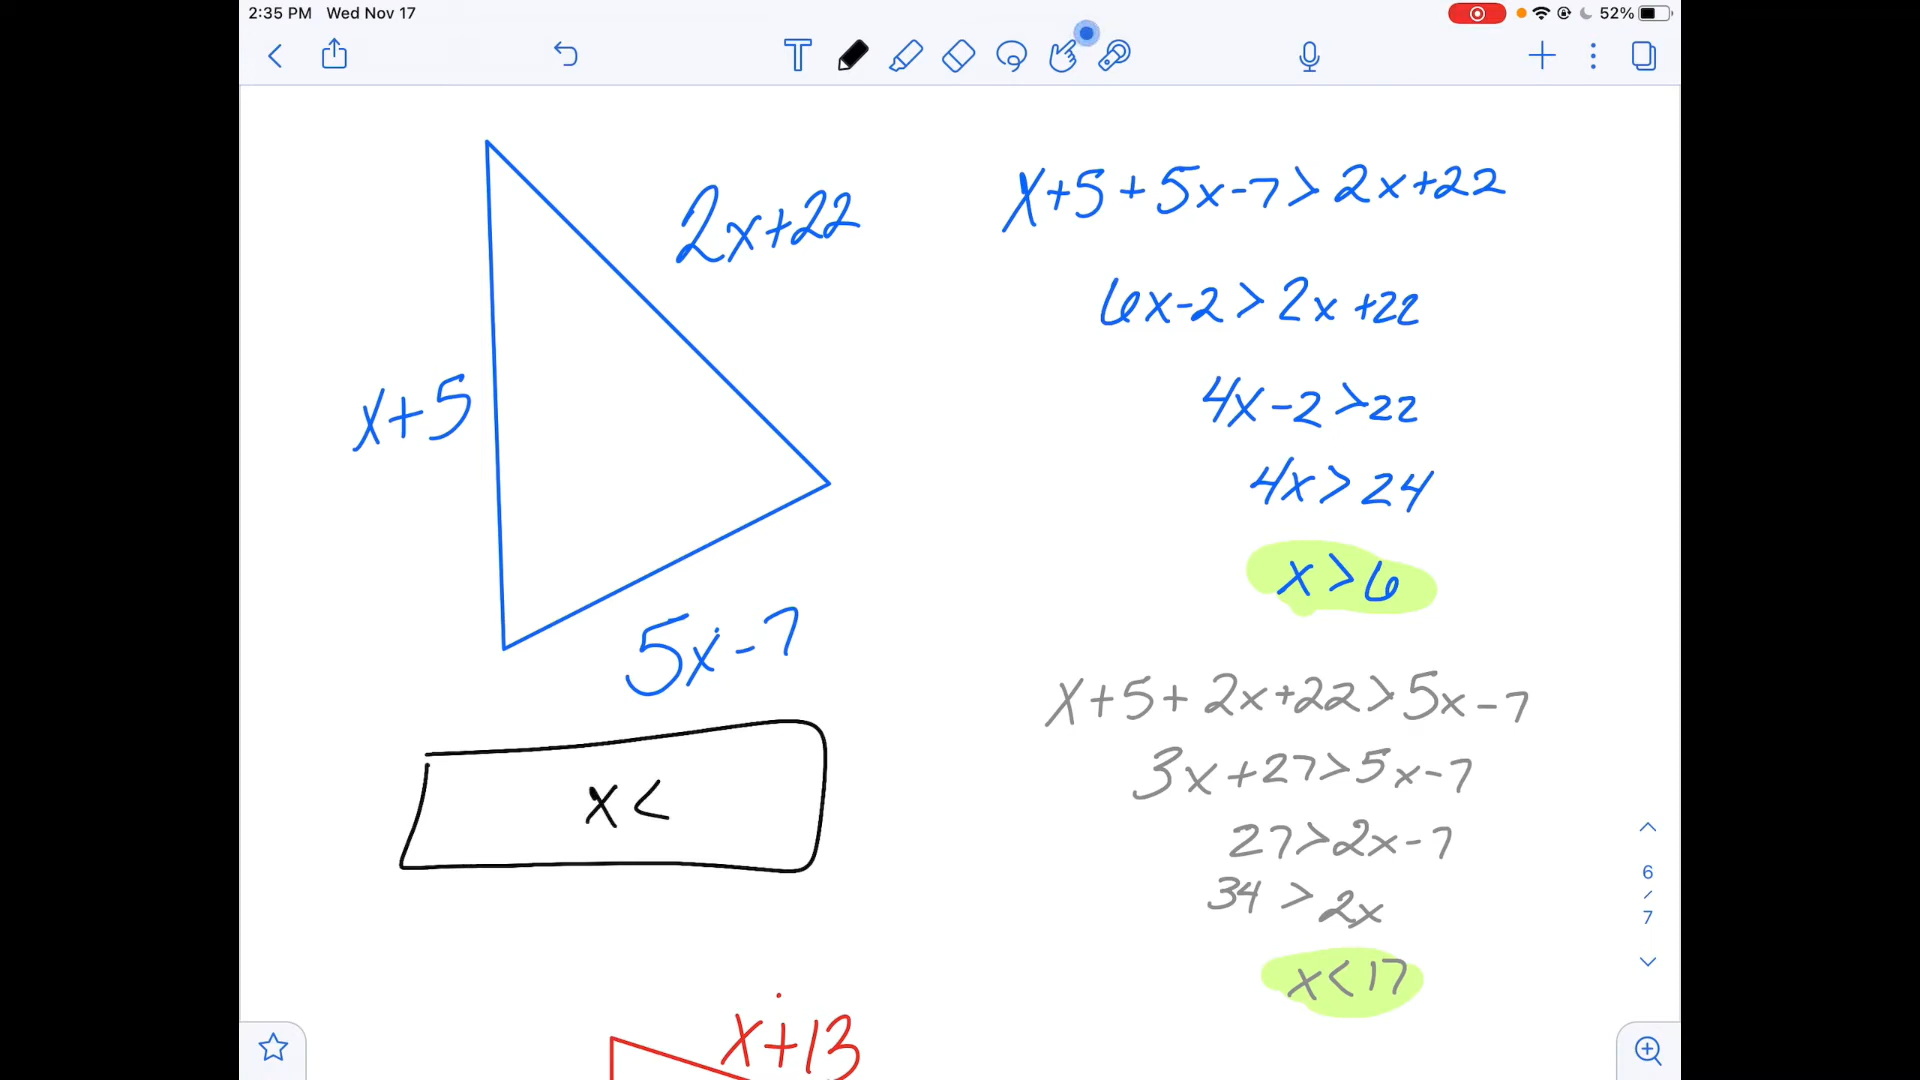 2:35 PM Wed Nov 17
52%
2x+22
x+5
5x-7
x<
x+5+5x-7>2x+22
6x-2>2x+22
4x-2>22
4x>24
x>6
x+5+2x+22>5x-7
3x+27>5x-7
27>2x-7
34>2x
x<17
x+13
6
/
7